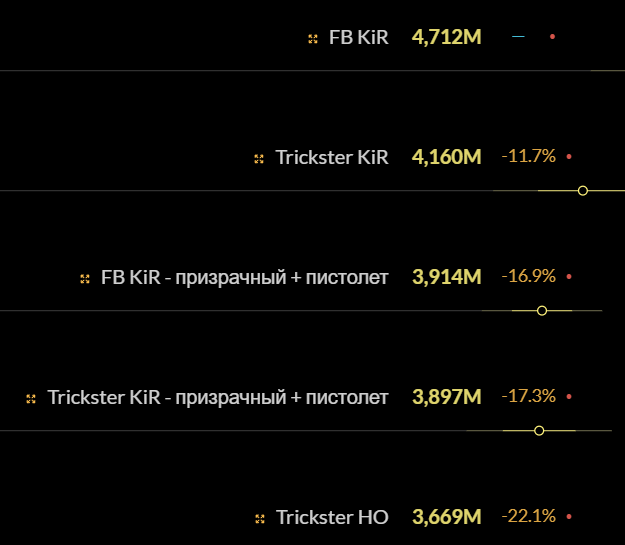 FB KiR 4,712M —
Trickster KiR 4,160M -11.7%
FB KiR - призрачный + пистолет 3,914M -16.9%
Trickster KiR - призрачный + пистолет 3,897M -17.3%
Trickster HO 3,669M -22.1%